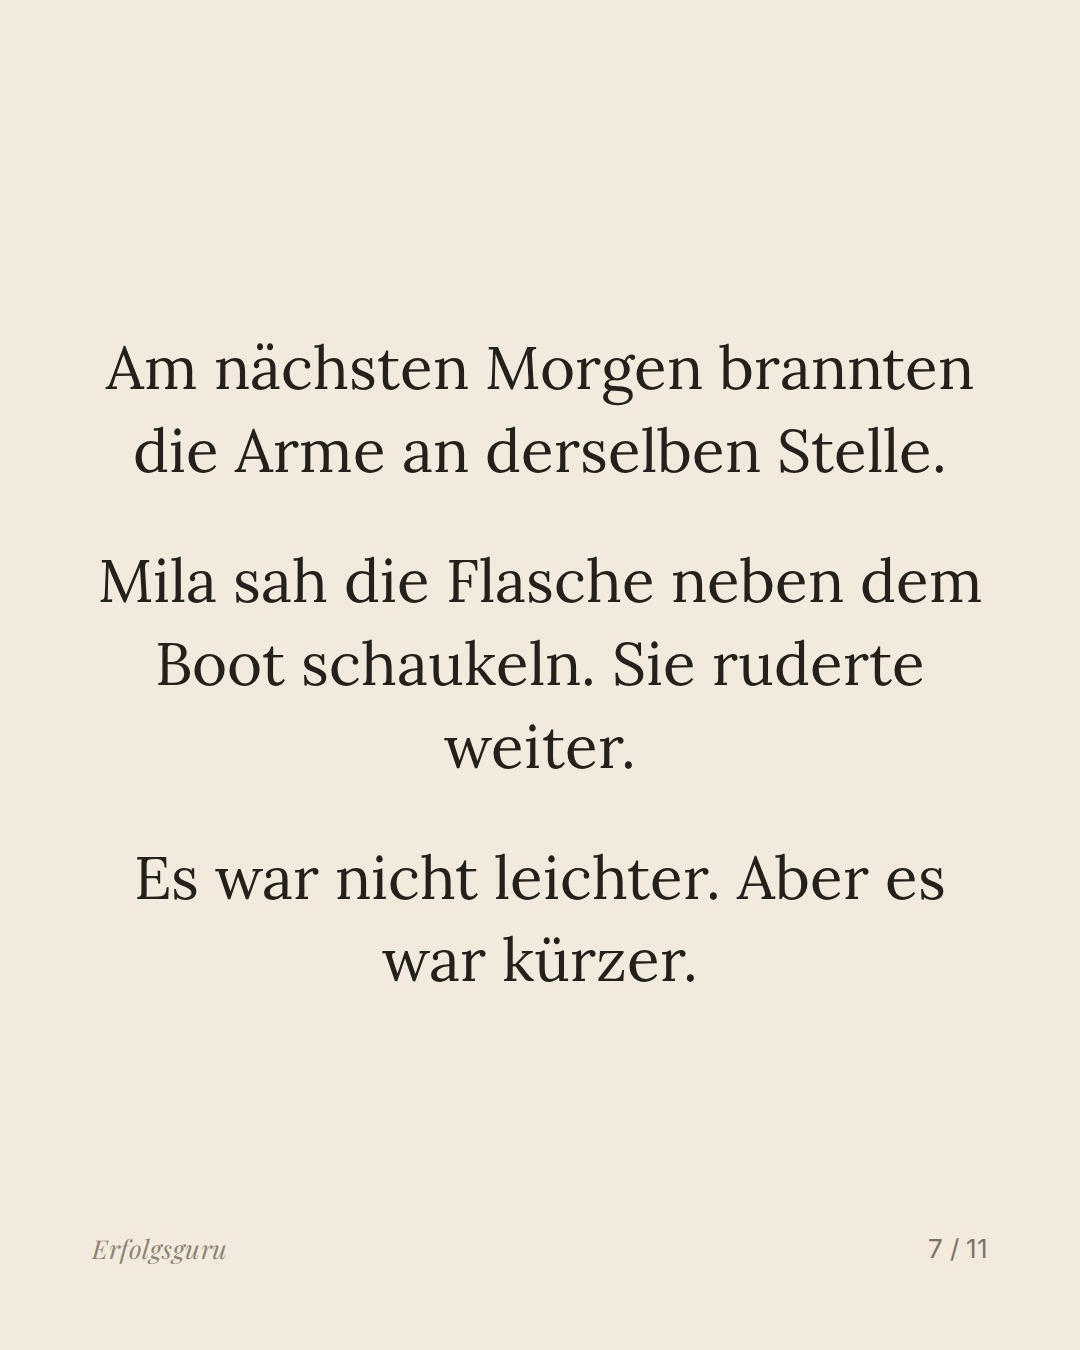 Am nächsten Morgen brannten
die Arme an derselben Stelle.
Mila sah die Flasche neben dem
Boot schaukeln. Sie ruderte
weiter.
Es war nicht leichter. Aber es
war kürzer.
Erfolgsguru
7 / 11